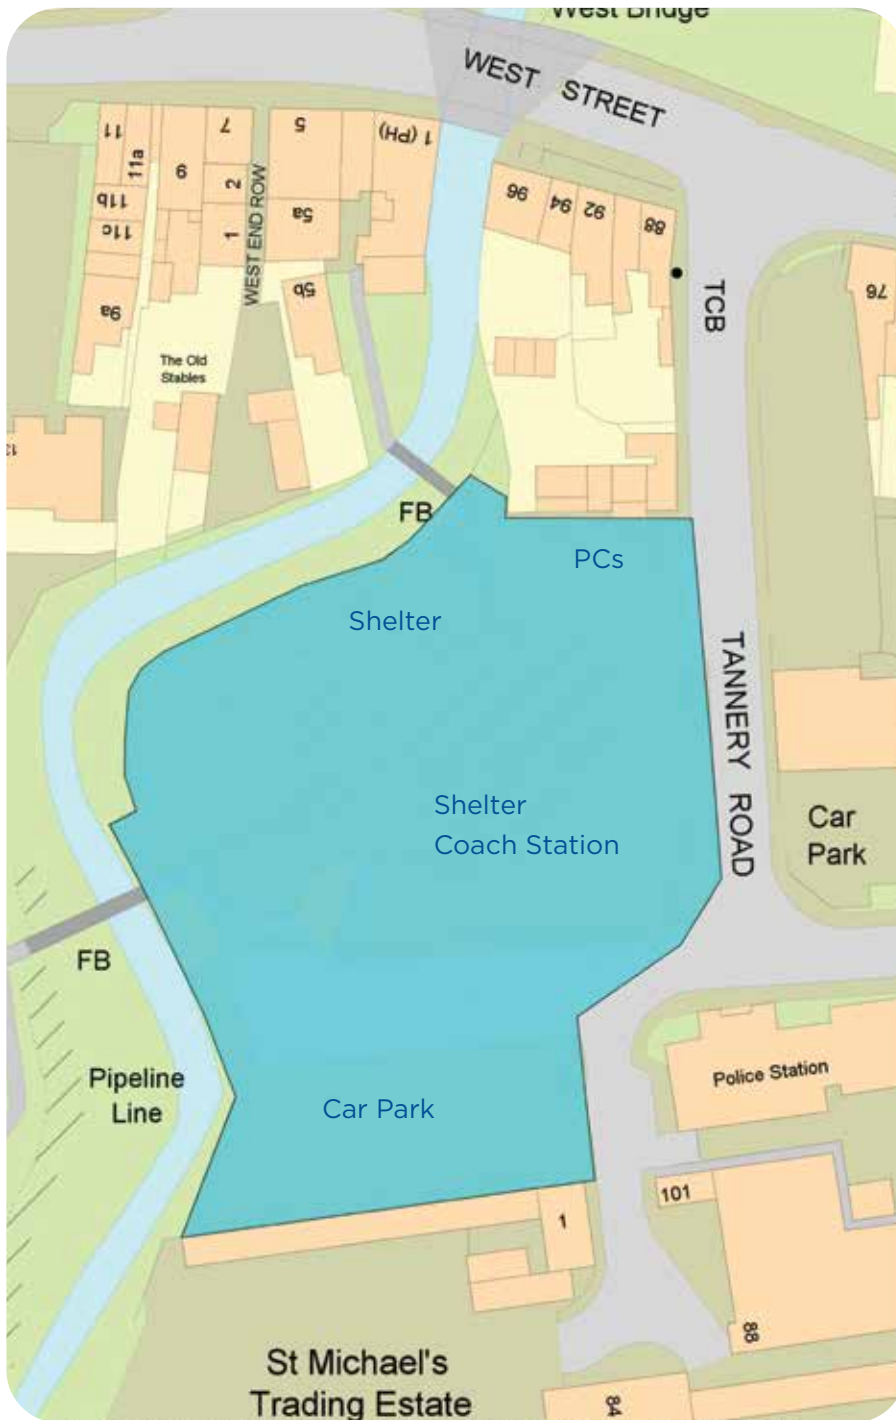 West Bridge
WEST STREET
11
11a
9
7
5
1 (PH)
11b
2
11c
1
WEST END ROW
5a
96
94
92
88
9a
5b
TCB
76
The Old
Stables
13
FB
PCs
Shelter
TANNERY ROAD
Shelter
Coach Station
Car
Park
FB
Pipeline
Line
Car Park
Police Station
101
1
88
St Michael's
Trading Estate
84